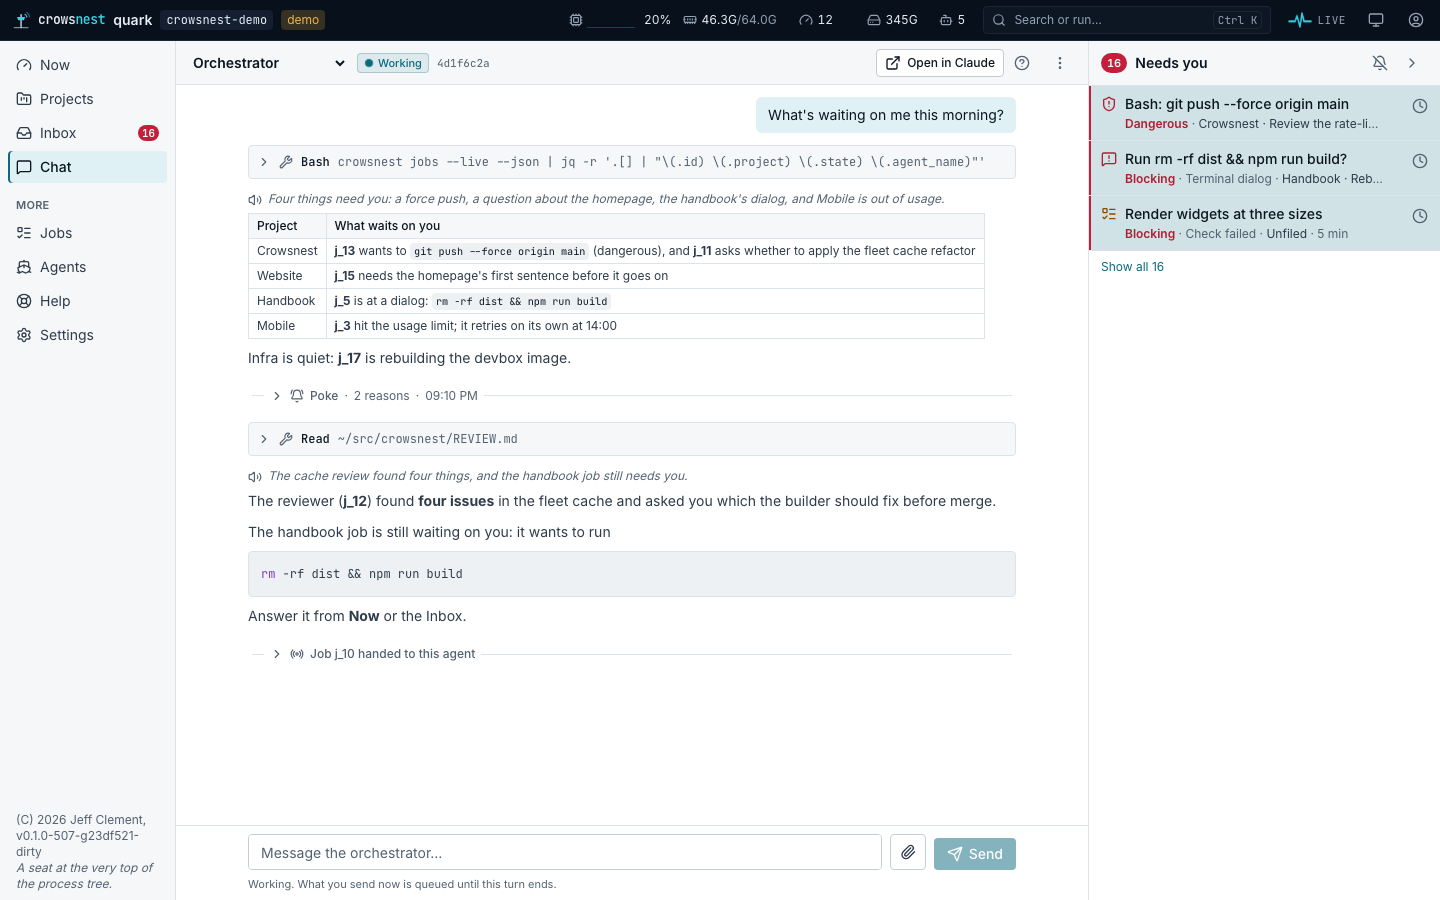 crowsnest quark crowsnest-demo demo 20% 46.3G/64.0G 12 345G 5 Search or run... Ctrl K LIVE
Now
Projects
Inbox 16
Chat
MORE
Jobs
Agents
Help
Settings
(C) 2026 Jeff Clement,
v0.1.0-507-g23df521-
dirty
A seat at the very top of
the process tree.
Orchestrator Working 4d1f6c2a Open in Claude
What's waiting on me this morning?
Bash crowsnest jobs --live --json | jq -r '.[] | "\(.id) \(.project) \(.state) \(.agent_name)"'
Four things need you: a force push, a question about the homepage, the handbook's dialog, and Mobile is out of usage.
Project What waits on you
Crowsnest j_13 wants to git push --force origin main (dangerous), and j_11 asks whether to apply the fleet cache refactor
Website j_15 needs the homepage's first sentence before it goes on
Handbook j_5 is at a dialog: rm -rf dist && npm run build
Mobile j_3 hit the usage limit; it retries on its own at 14:00
Infra is quiet: j_17 is rebuilding the devbox image.
Poke · 2 reasons · 09:10 PM
Read ~/src/crowsnest/REVIEW.md
The cache review found four things, and the handbook job still needs you.
The reviewer (j_12) found four issues in the fleet cache and asked you which the builder should fix before merge.
The handbook job is still waiting on you: it wants to run
rm -rf dist && npm run build
Answer it from Now or the Inbox.
Job j_10 handed to this agent
Message the orchestrator...
Send
Working. What you send now is queued until this turn ends.
16 Needs you
Bash: git push --force origin main
Dangerous · Crowsnest · Review the rate-li...
Run rm -rf dist && npm run build?
Blocking · Terminal dialog · Handbook · Reb...
Render widgets at three sizes
Blocking · Check failed · Unfiled · 5 min
Show all 16